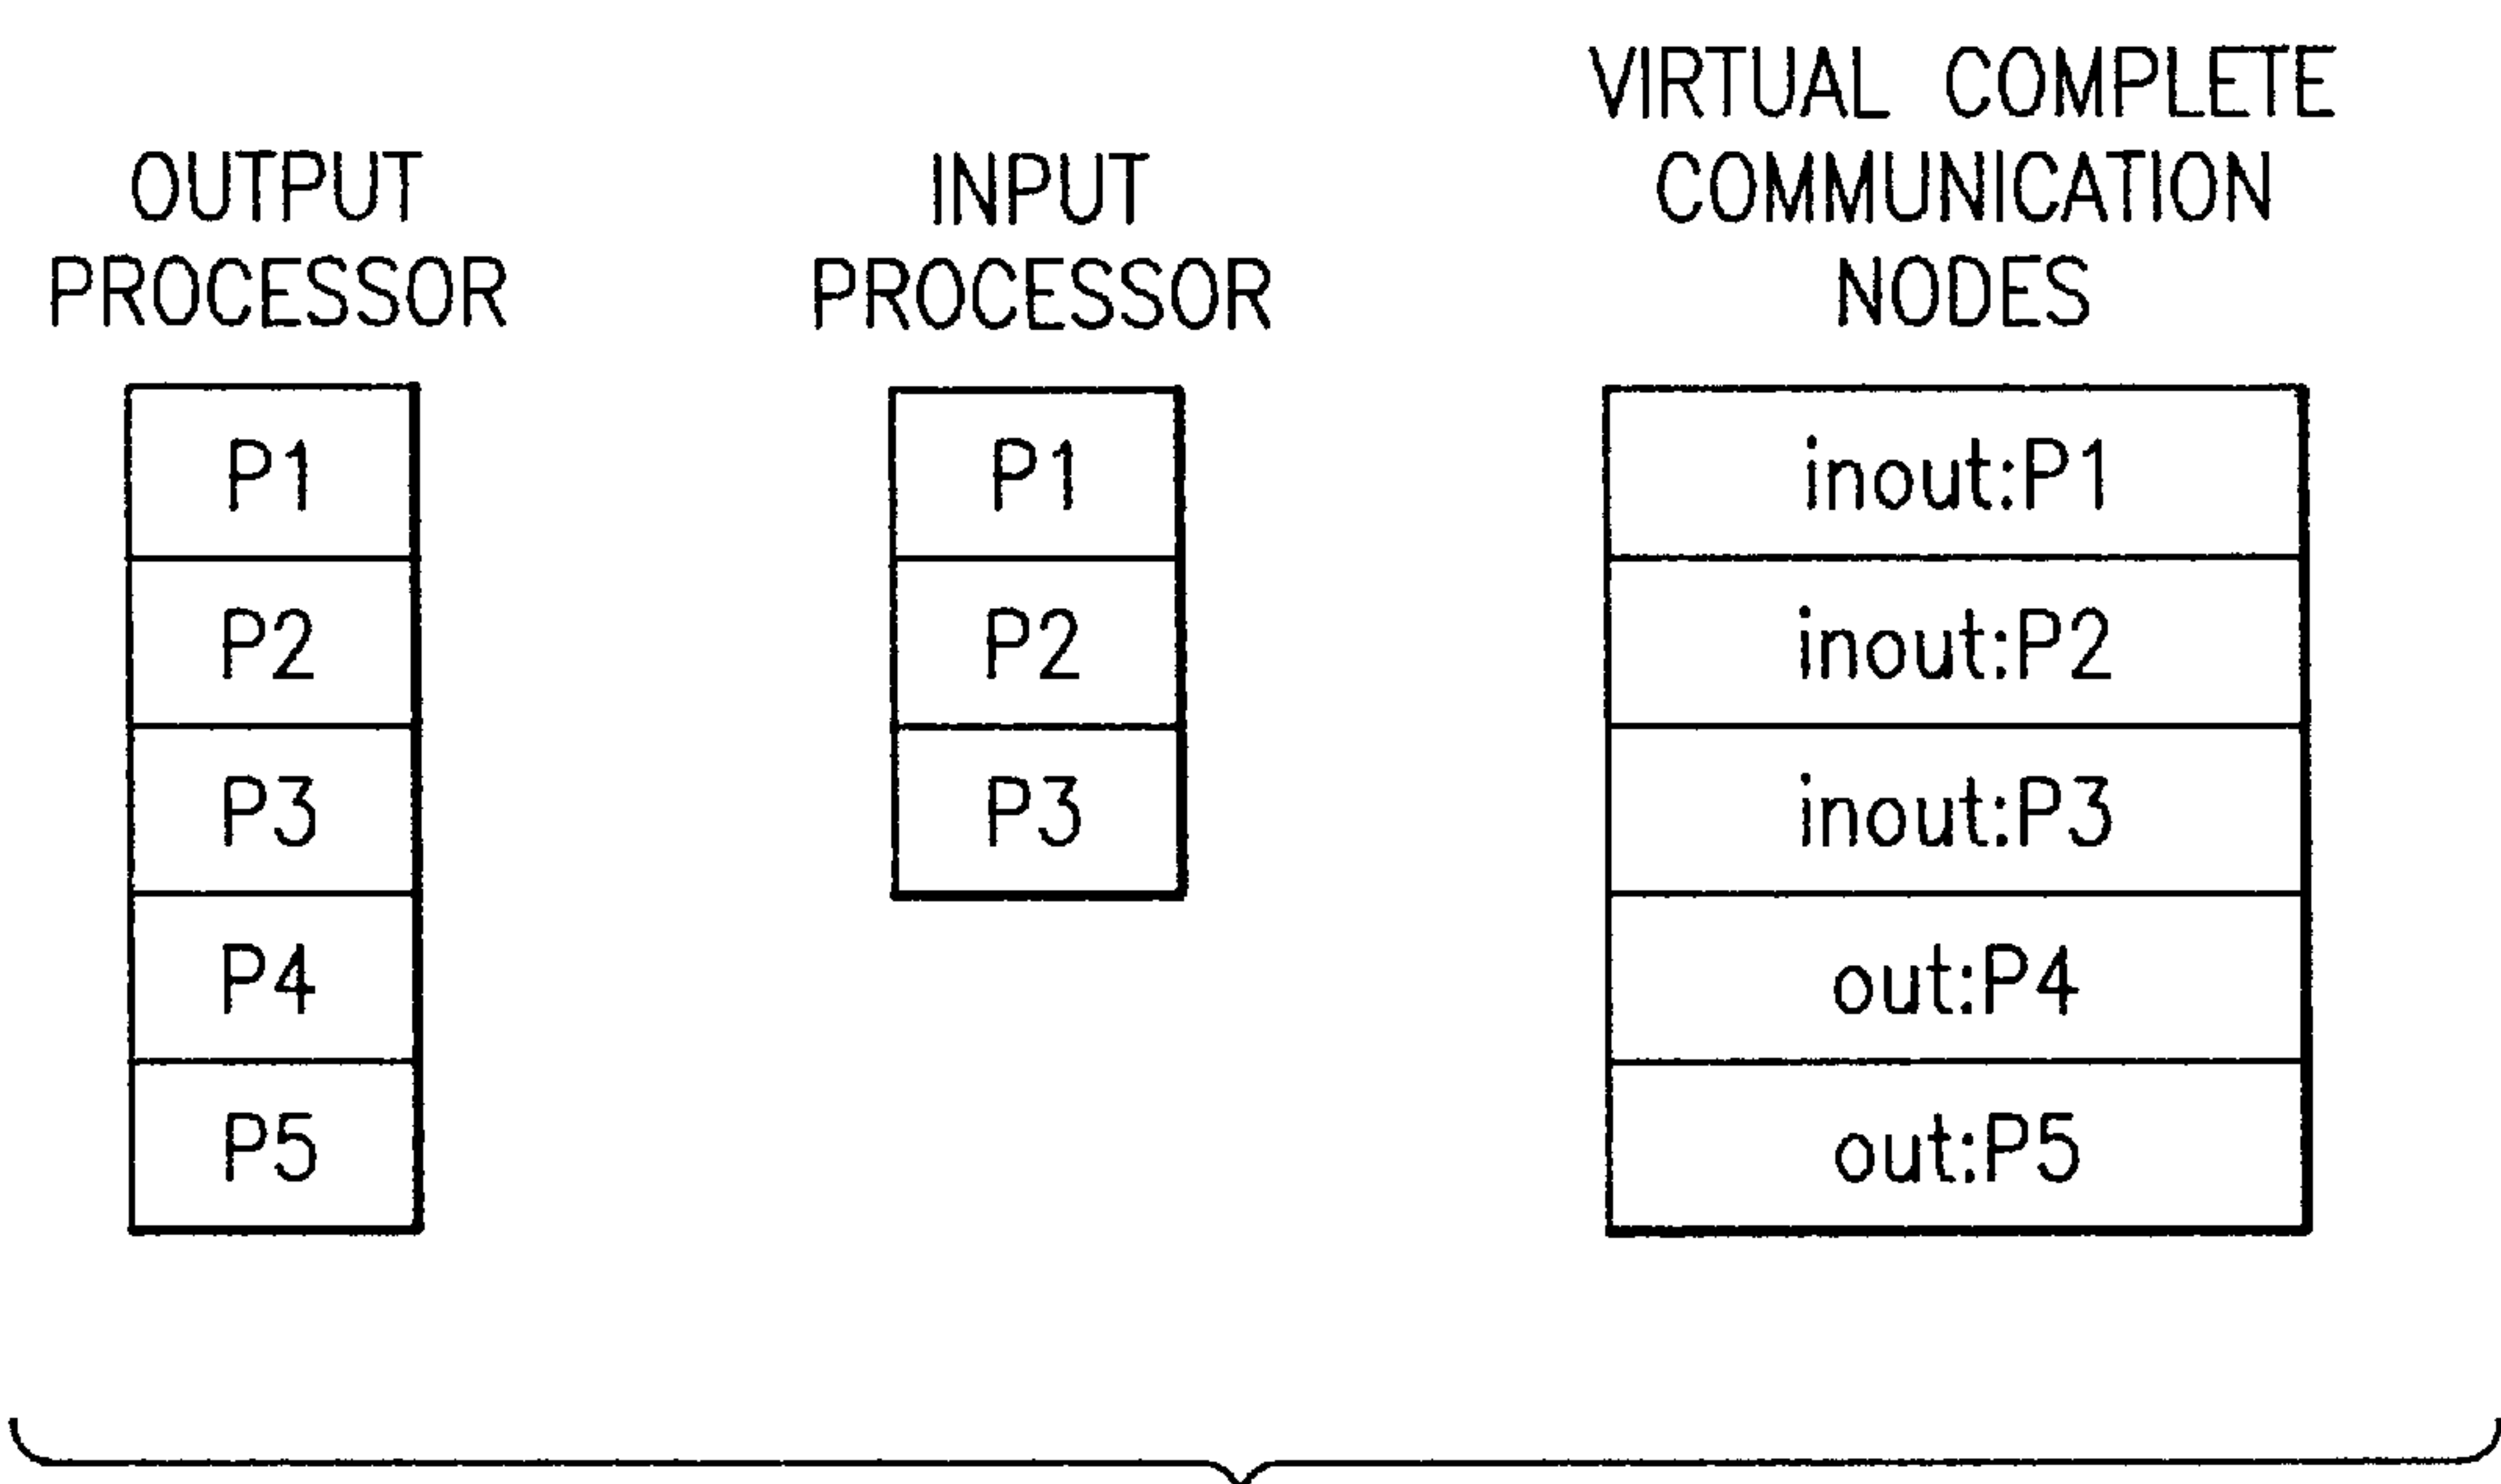 OUTPUT
PROCESSOR
P1
P2
P3
P4
P5
INPUT
PROCESSOR
P1
P2
P3
VIRTUAL COMPLETE
COMMUNICATION
NODES
inout:P1
inout:P2
inout:P3
out:P4
out:P5